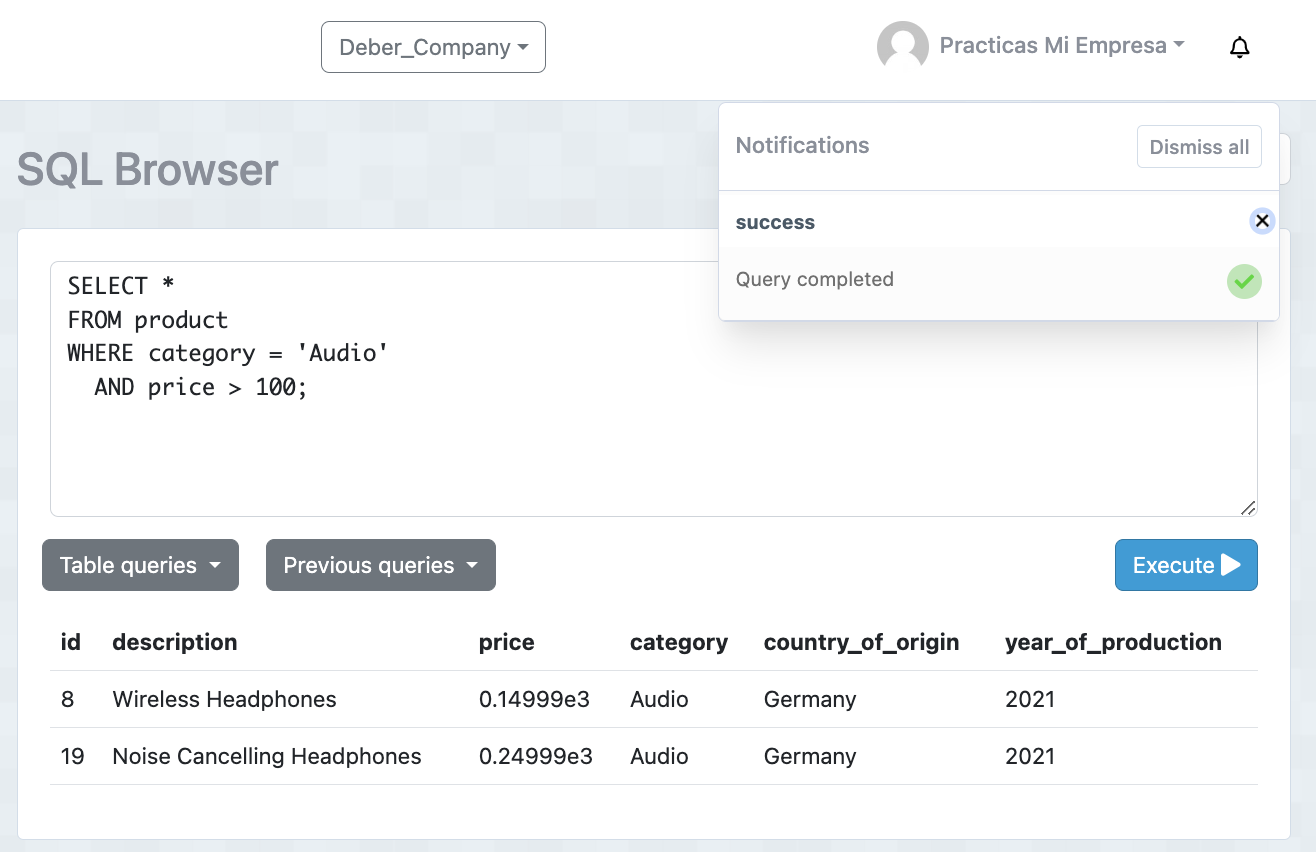 Deber_Company
Practicas Mi Empresa
SQL Browser
Notifications
Dismiss all
success
Query completed
SELECT *
FROM product
WHERE category = 'Audio'
  AND price > 100;
Table queries
Previous queries
Execute
id description price category country_of_origin year_of_production
8 Wireless Headphones 0.14999e3 Audio Germany 2021
19 Noise Cancelling Headphones 0.24999e3 Audio Germany 2021